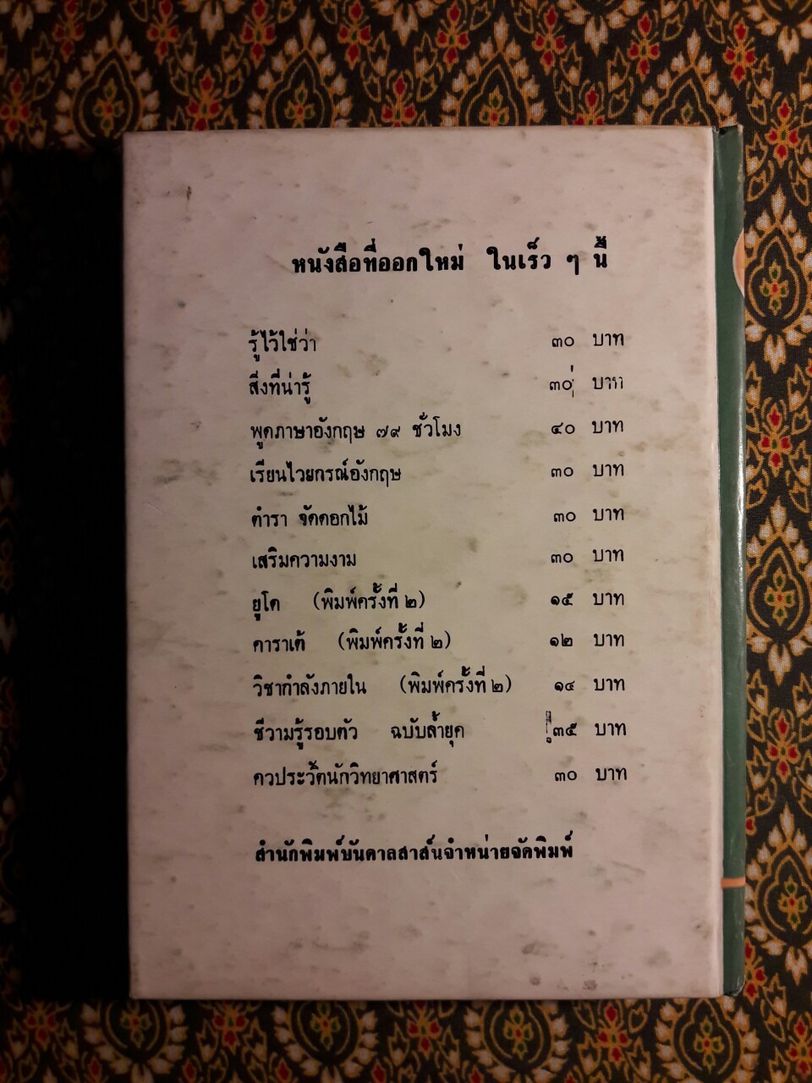 หนังสือที่ออกใหม่ ในเร็ว ๆ นี้
รู้ไว้ใช่ว่า ๓๐ บาท
สิ่งที่น่ารู้ ๓๐ บาท
พูดภาษาอังกฤษ ๗๙ ชั่วโมง ๔๐ บาท
เรียนไวยกรณ์อังกฤษ ๓๐ บาท
ตำรา จัดดอกไม้ ๓๐ บาท
เสริมความงาม ๓๐ บาท
ยูโด (พิมพ์ครั้งที่ ๒) ๑๕ บาท
คาราเต้ (พิมพ์ครั้งที่ ๒) ๑๒ บาท
วิชากำลังภายใน (พิมพ์ครั้งที่ ๒) ๑๔ บาท
ชีวามรู้รอบตัว ฉบับล้ำยุค ๓๕ บาท
ควประวัตนักวิทยาศาสตร์ ๓๐ บาท
สำนักพิมพ์บันดาลสาส์นจำหน่ายจัดพิมพ์